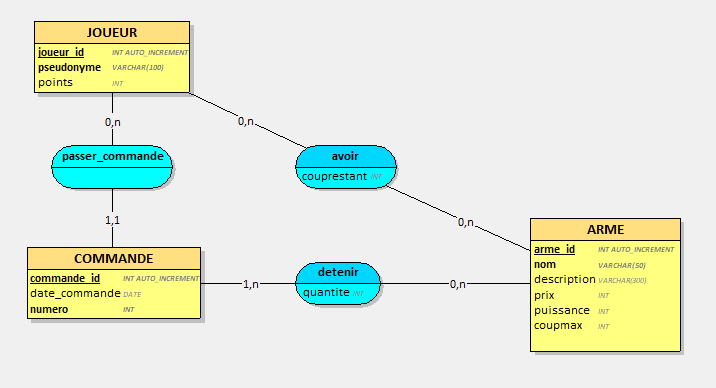 JOUEUR
joueur_id INT AUTO_INCREMENT
pseudonyme VARCHAR(100)
points INT
0,n
0,n
passer_commande
avoir
couprestant INT
1,1
0,n
ARME
arme_id INT AUTO_INCREMENT
nom VARCHAR(50)
description VARCHAR(300)
prix INT
puissance INT
coupmax INT
COMMANDE
commande_id INT AUTO_INCREMENT
date_commande DATE
numero INT
1,n
detenir
quantite INT
0,n